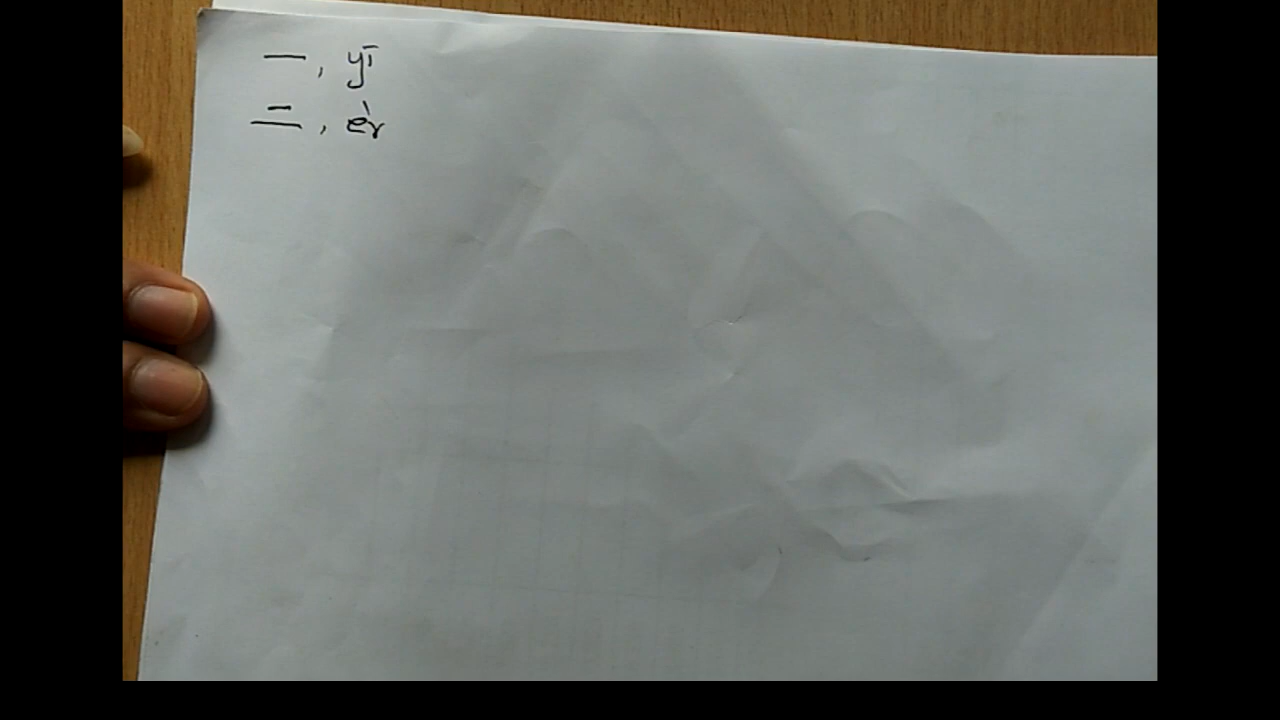 一, yī
二, èr